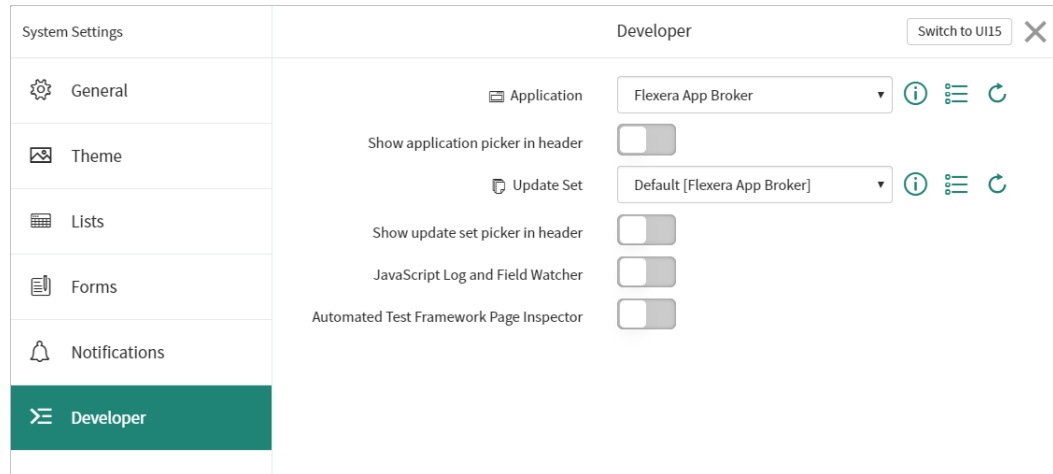 System Settings
Developer
Switch to UI15
General
Theme
Lists
Forms
Notifications
Developer
Application
Flexera App Broker
Show application picker in header
Update Set
Default [Flexera App Broker]
Show update set picker in header
JavaScript Log and Field Watcher
Automated Test Framework Page Inspector